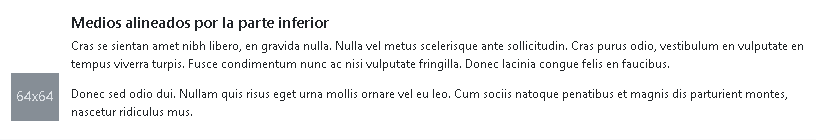 Medios alineados por la parte inferior
Cras se sientan amet nibh libero, en gravida nulla. Nulla vel metus scelerisque ante sollicitudin. Cras purus odio, vestibulum en vulputate en
tempus viverra turpis. Fusce condimentum nunc ac nisi vulputate fringilla. Donec lacinia congue felis en faucibus.
64x64
Donec sed odio dui. Nullam quis risus eget urna mollis ornare vel eu leo. Cum sociis natoque penatibus et magnis dis parturient montes,
nascetur ridiculus mus.